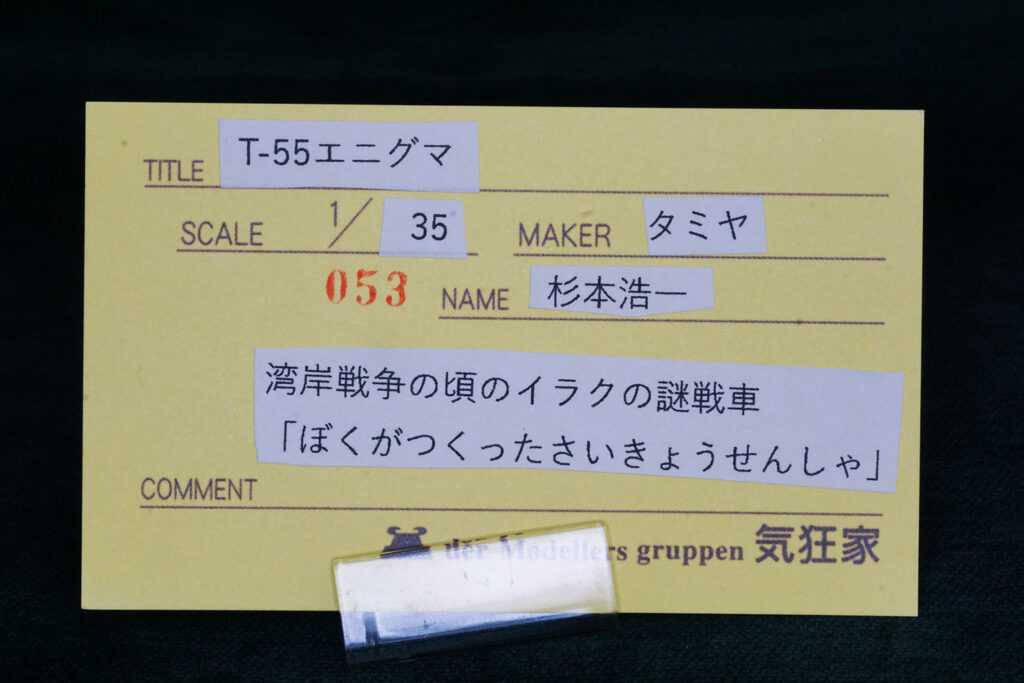 TITLE T-55エニグマ
SCALE 1/35 MAKER タミヤ
053 NAME 杉本浩一
湾岸戦争の頃のイラクの謎戦車
「ぼくがつくったさいきょうせんしゃ」
COMMENT
der Modellers gruppen 気狂家